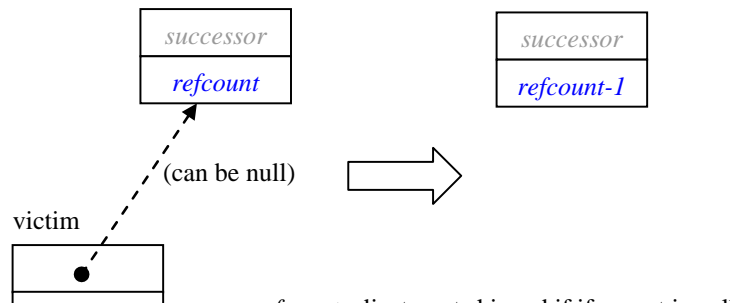 successor
successor
refcount
refcount-1
(can be null)
victim